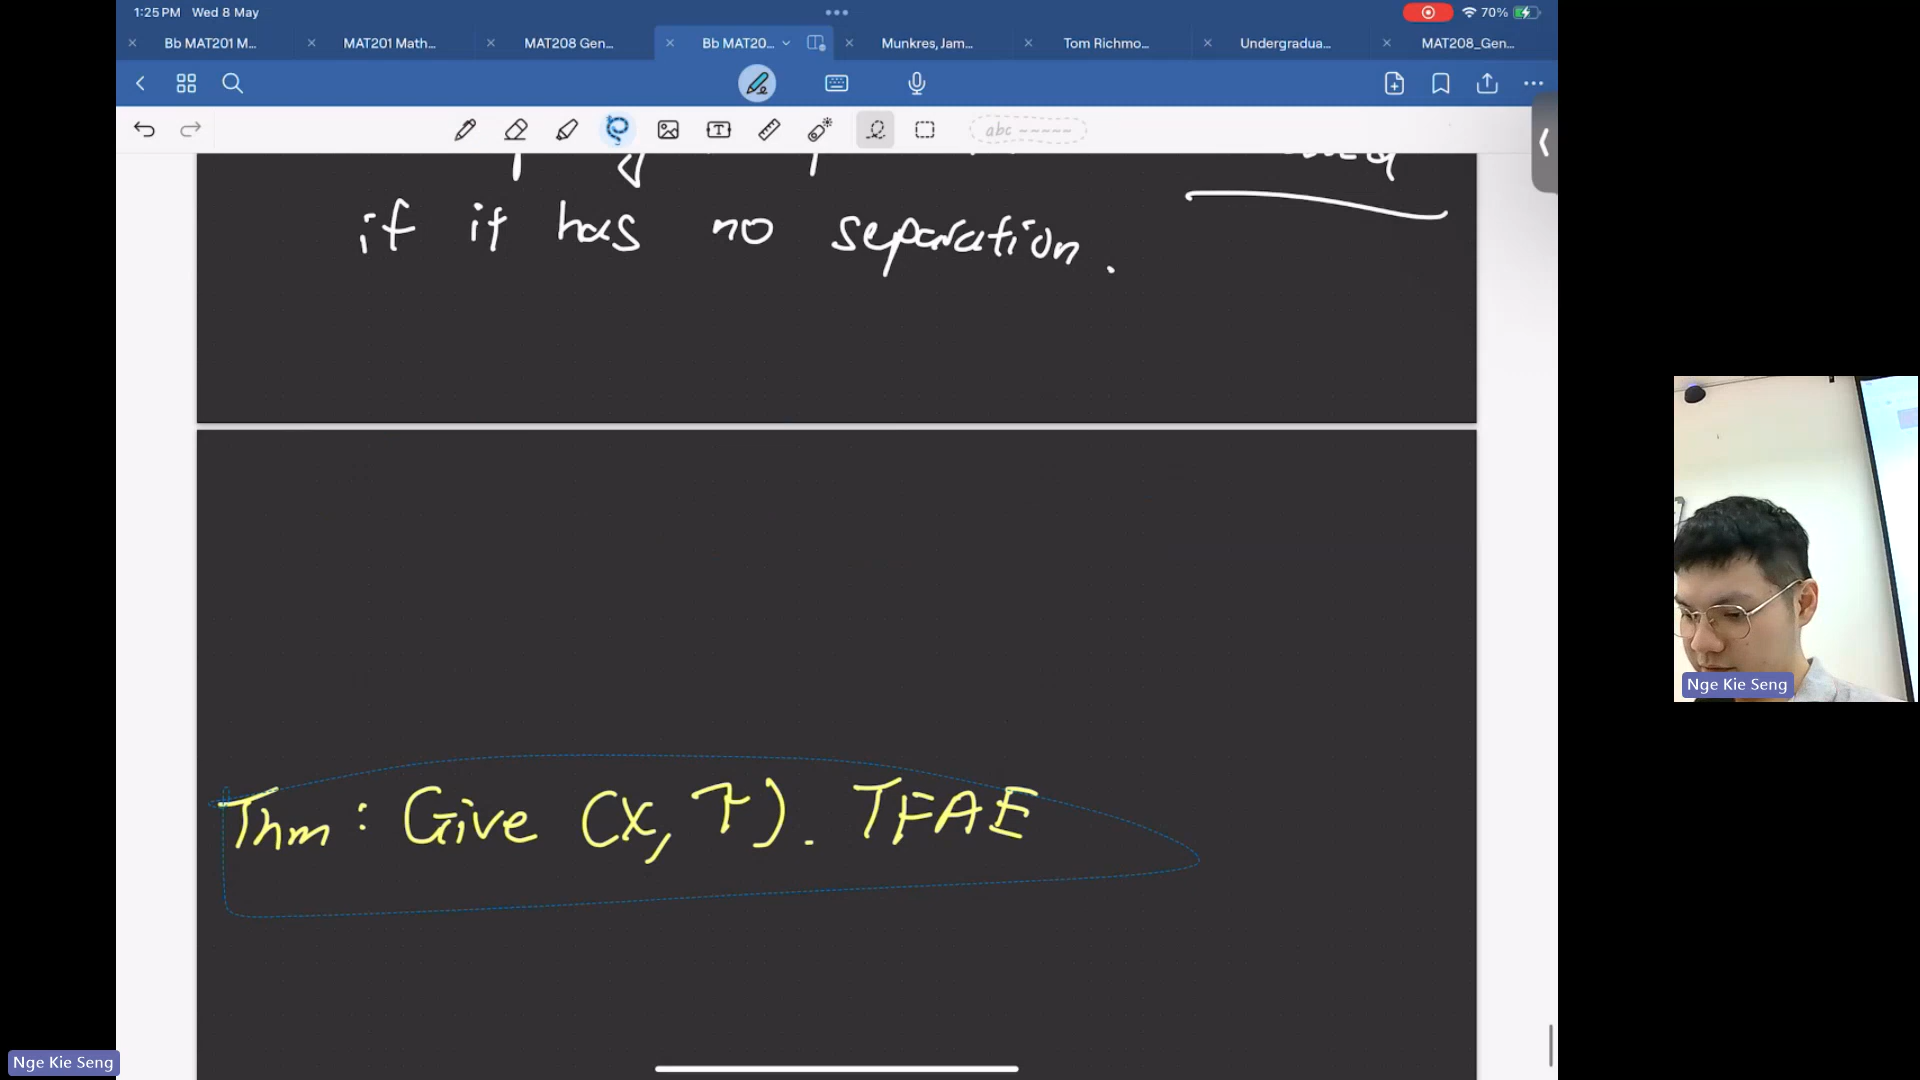 1:25 PM Wed 8 May
70%
Bb MAT201 M...
MAT201 Math...
MAT208 Gen...
Bb MAT20...
Munkres, Jam...
Tom Richmo...
Undergradua...
MAT208_Gen...
abc
if it has no separation.
Thm : Give (X, τ). TFAE
Nge Kie Seng
Nge Kie Seng